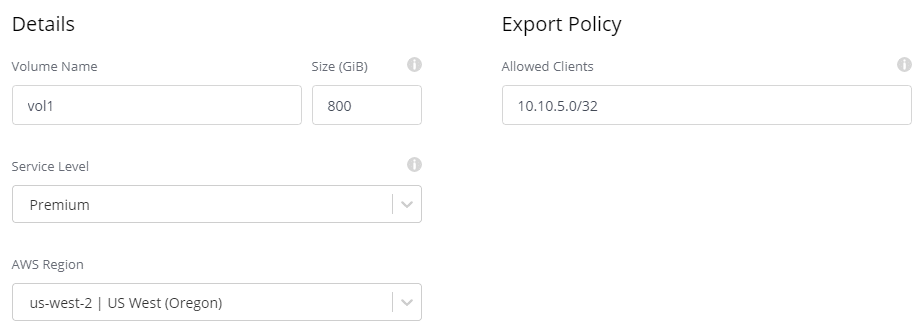 Details
Volume Name
Size (GiB)
vol1
800
Service Level
Premium
AWS Region
us-west-2 | US West (Oregon)
Export Policy
Allowed Clients
10.10.5.0/32